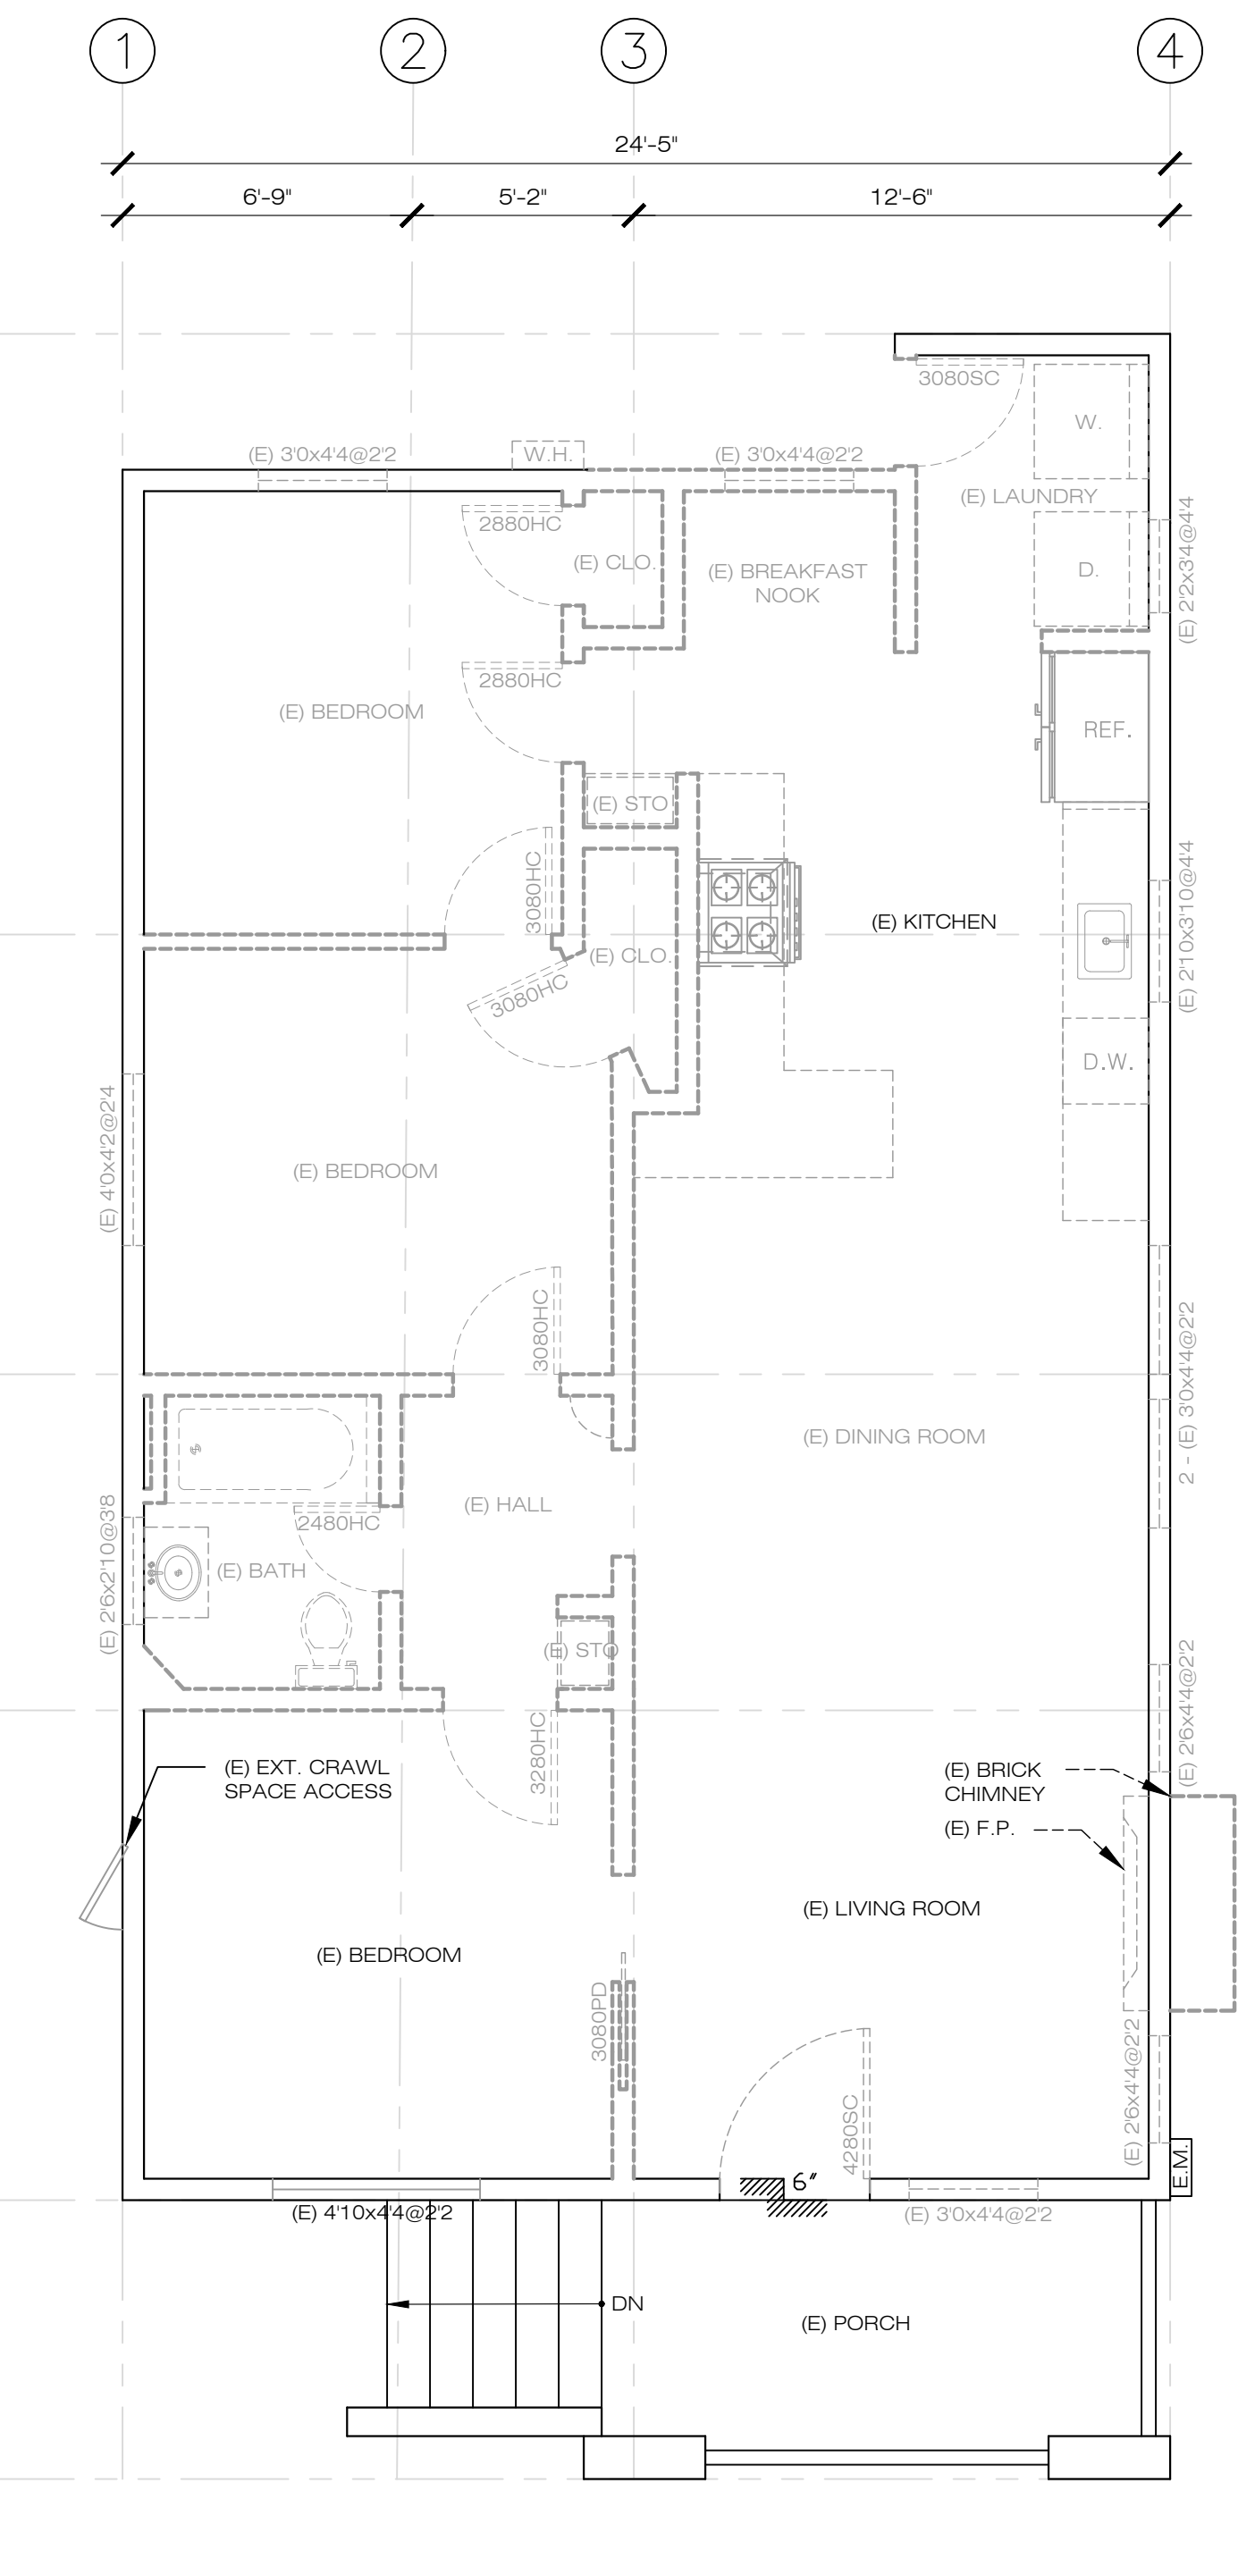 1 2 3 4
24'-5"
6'-9" 5'-2" 12'-6"
3080SC
W.
(E) 3'0x4'4@2'2
W.H.
(E) 3'0x4'4@2'2
(E) LAUNDRY
2880HC
(E) CLO.
(E) BREAKFAST
NOOK
D.
(E) 2'2x3'4@4'4
2880HC
(E) BEDROOM
REF.
(E) STO
3080HC
(E) KITCHEN
(E) 2'10x3'10@4'4
(E) CLO.
3080HC
D.W.
(E) 4'0x4'2@2'4
(E) BEDROOM
3080HC
2 - (E) 3'0x4'4@2'2
(E) DINING ROOM
(E) HALL
2480HC
(E) 2'6x2'10@3'8
(E) BATH
(E) STO
(E) 2'6x4'4@2'2
3280HC
(E) EXT. CRAWL
SPACE ACCESS
(E) BRICK
CHIMNEY
(E) F.P.
(E) LIVING ROOM
(E) BEDROOM
3080PD
(E) 2'6x4'4@2'2
4280SC
E.M.
6"
(E) 4'10x4'4@2'2
(E) 3'0x4'4@2'2
DN
(E) PORCH